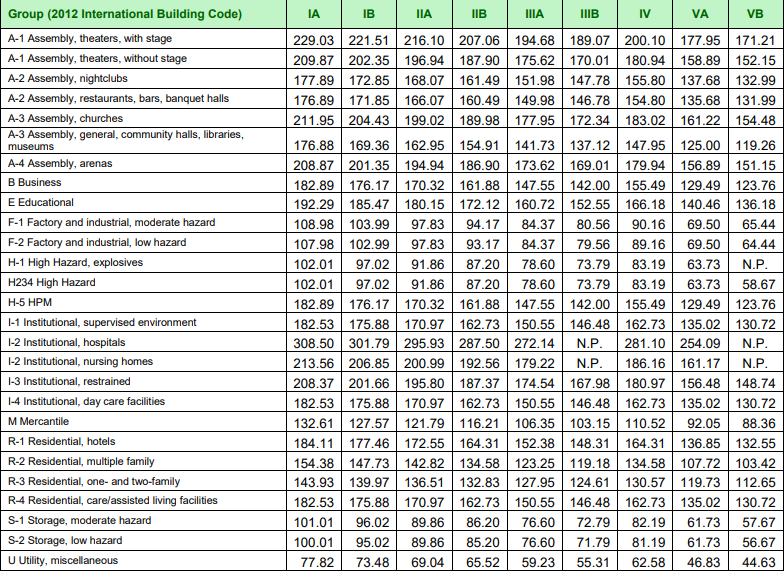 Group (2012 International Building Code) IA IB IIA IIB IIIA IIIB IV VA VB
A-1 Assembly, theaters, with stage 229.03 221.51 216.10 207.06 194.68 189.07 200.10 177.95 171.21
A-1 Assembly, theaters, without stage 209.87 202.35 196.94 187.90 175.62 170.01 180.94 158.89 152.15
A-2 Assembly, nightclubs 177.89 172.85 168.07 161.49 151.98 147.78 155.80 137.68 132.99
A-2 Assembly, restaurants, bars, banquet halls 176.89 171.85 166.07 160.49 149.98 146.78 154.80 135.68 131.99
A-3 Assembly, churches 211.95 204.43 199.02 189.98 177.95 172.34 183.02 161.22 154.48
A-3 Assembly, general, community halls, libraries,
museums 176.88 169.36 162.95 154.91 141.73 137.12 147.95 125.00 119.26
A-4 Assembly, arenas 208.87 201.35 194.94 186.90 173.62 169.01 179.94 156.89 151.15
B Business 182.89 176.17 170.32 161.88 147.55 142.00 155.49 129.49 123.76
E Educational 192.29 185.47 180.15 172.12 160.72 152.55 166.18 140.46 136.18
F-1 Factory and industrial, moderate hazard 108.98 103.99 97.83 94.17 84.37 80.56 90.16 69.50 65.44
F-2 Factory and industrial, low hazard 107.98 102.99 97.83 93.17 84.37 79.56 89.16 69.50 64.44
H-1 High Hazard, explosives 102.01 97.02 91.86 87.20 78.60 73.79 83.19 63.73 N.P.
H234 High Hazard 102.01 97.02 91.86 87.20 78.60 73.79 83.19 63.73 58.67
H-5 HPM 182.89 176.17 170.32 161.88 147.55 142.00 155.49 129.49 123.76
I-1 Institutional, supervised environment 182.53 175.88 170.97 162.73 150.55 146.48 162.73 135.02 130.72
I-2 Institutional, hospitals 308.50 301.79 295.93 287.50 272.14 N.P. 281.10 254.09 N.P.
I-2 Institutional, nursing homes 213.56 206.85 200.99 192.56 179.22 N.P. 186.16 161.17 N.P.
I-3 Institutional, restrained 208.37 201.66 195.80 187.37 174.54 167.98 180.97 156.48 148.74
I-4 Institutional, day care facilities 182.53 175.88 170.97 162.73 150.55 146.48 162.73 135.02 130.72
M Mercantile 132.61 127.57 121.79 116.21 106.35 103.15 110.52 92.05 88.36
R-1 Residential, hotels 184.11 177.46 172.55 164.31 152.38 148.31 164.31 136.85 132.55
R-2 Residential, multiple family 154.38 147.73 142.82 134.58 123.25 119.18 134.58 107.72 103.42
R-3 Residential, one- and two-family 143.93 139.97 136.51 132.83 127.95 124.61 130.57 119.73 112.65
R-4 Residential, care/assisted living facilities 182.53 175.88 170.97 162.73 150.55 146.48 162.73 135.02 130.72
S-1 Storage, moderate hazard 101.01 96.02 89.86 86.20 76.60 72.79 82.19 61.73 57.67
S-2 Storage, low hazard 100.01 95.02 89.86 85.20 76.60 71.79 81.19 61.73 56.67
U Utility, miscellaneous 77.82 73.48 69.04 65.52 59.23 55.31 62.58 46.83 44.63